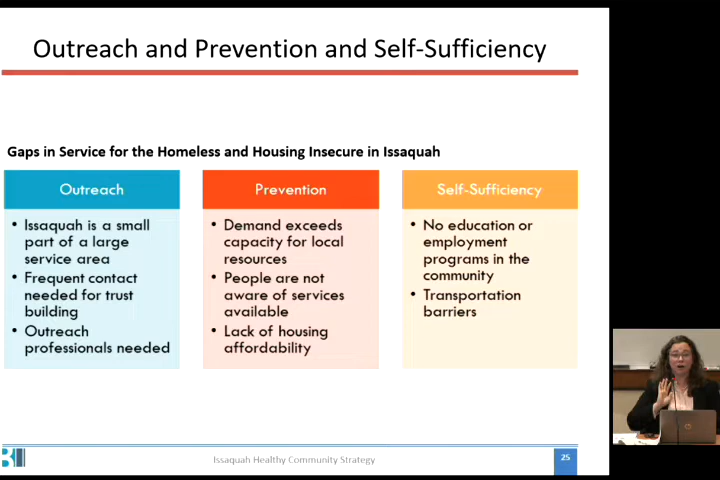 Outreach and Prevention and Self-Sufficiency
Gaps in Service for the Homeless and Housing Insecure in Issaquah
Outreach
• Issaquah is a small
part of a large
service area
• Frequent contact
needed for trust
building
• Outreach
professionals needed
Prevention
• Demand exceeds
capacity for local
resources
• People are not
aware of services
available
• Lack of housing
affordability
Self-Sufficiency
• No education or
employment
programs in the
community
• Transportation
barriers
Issaquah Healthy Community Strategy
25